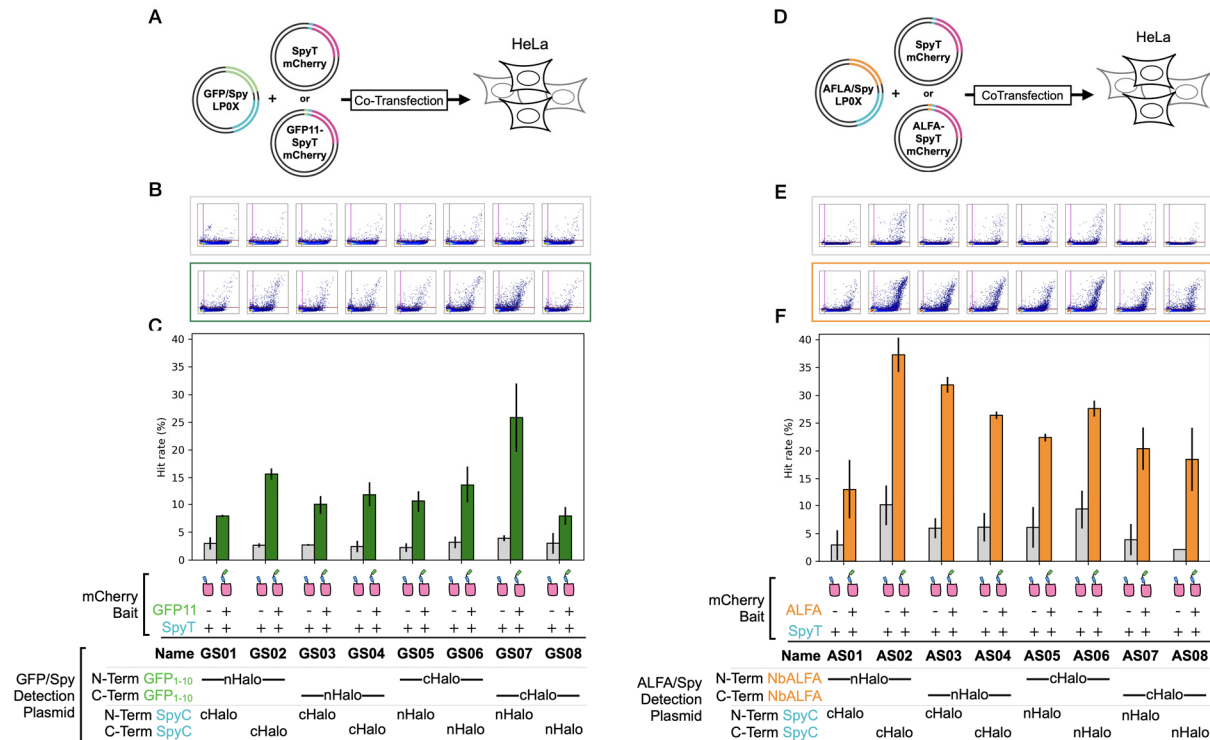 A
GFP/Spy
LP0X
+
SpyT
mCherry
or
GFP11-
SpyT
mCherry
Co-Transfection
HeLa
B
C
Hit rate (%)
40
35
30
25
20
15
10
5
0
mCherry
Bait
GFP11 - + - + - + - + - + - + - + - +
SpyT + + + + + + + + + + + + + + + +
Name GS01 GS02 GS03 GS04 GS05 GS06 GS07 GS08
GFP/Spy
Detection
Plasmid
N-Term GFP₁₋₁₀ nHalo cHalo
C-Term GFP₁₋₁₀ nHalo cHalo
N-Term SpyC cHalo cHalo nHalo nHalo
C-Term SpyC cHalo cHalo nHalo nHalo
D
AFLA/Spy
LP0X
+
SpyT
mCherry
or
ALFA-
SpyT
mCherry
CoTransfection
HeLa
E
F
Hit rate (%)
40
35
30
25
20
15
10
5
0
mCherry
Bait
ALFA - + - + - + - + - + - + - + - +
SpyT + + + + + + + + + + + + + + + +
Name AS01 AS02 AS03 AS04 AS05 AS06 AS07 AS08
ALFA/Spy
Detection
Plasmid
N-Term NbALFA nHalo cHalo
C-Term NbALFA nHalo cHalo
N-Term SpyC cHalo cHalo nHalo nHalo
C-Term SpyC cHalo cHalo nHalo nHalo